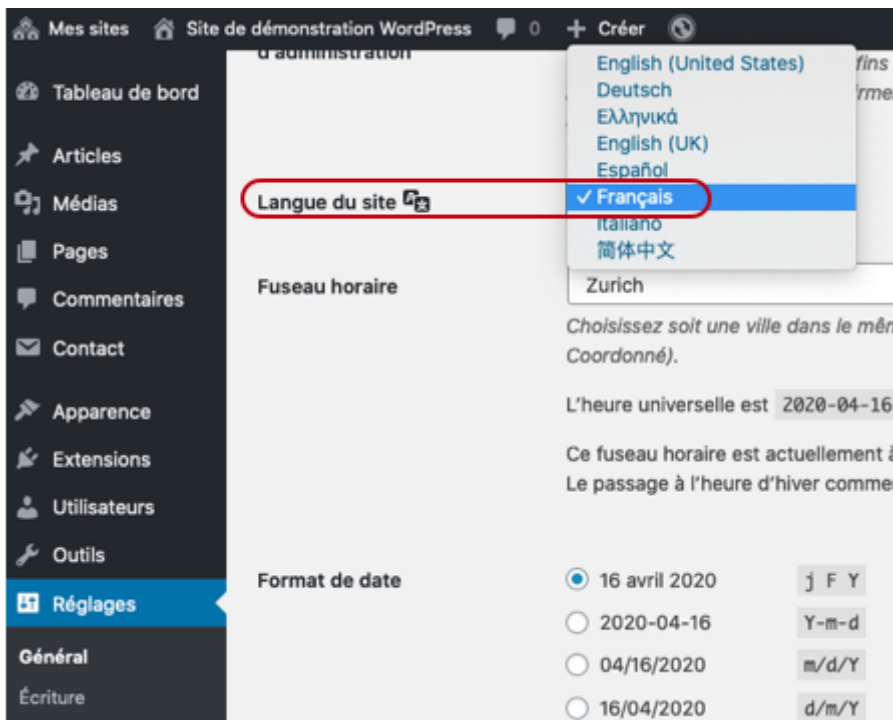 Mes sites Site de démonstration WordPress 0 + Créer
Tableau de bord
Articles
Médias
Pages
Commentaires
Contact
Apparence
Extensions
Utilisateurs
Outils
Réglages
Général
Écriture
d'administration
fins
English (United States)
Deutsch
Ελληνικά
English (UK)
Español
✓ Français
Italiano
简体中文
Langue du site
Fuseau horaire
Zurich
Choisissez soit une ville dans le mêm
Coordonné).
L'heure universelle est 2020-04-16
Ce fuseau horaire est actuellement à
Le passage à l'heure d'hiver comme
Format de date
16 avril 2020 j F Y
2020-04-16 Y-m-d
04/16/2020 m/d/Y
16/04/2020 d/m/Y